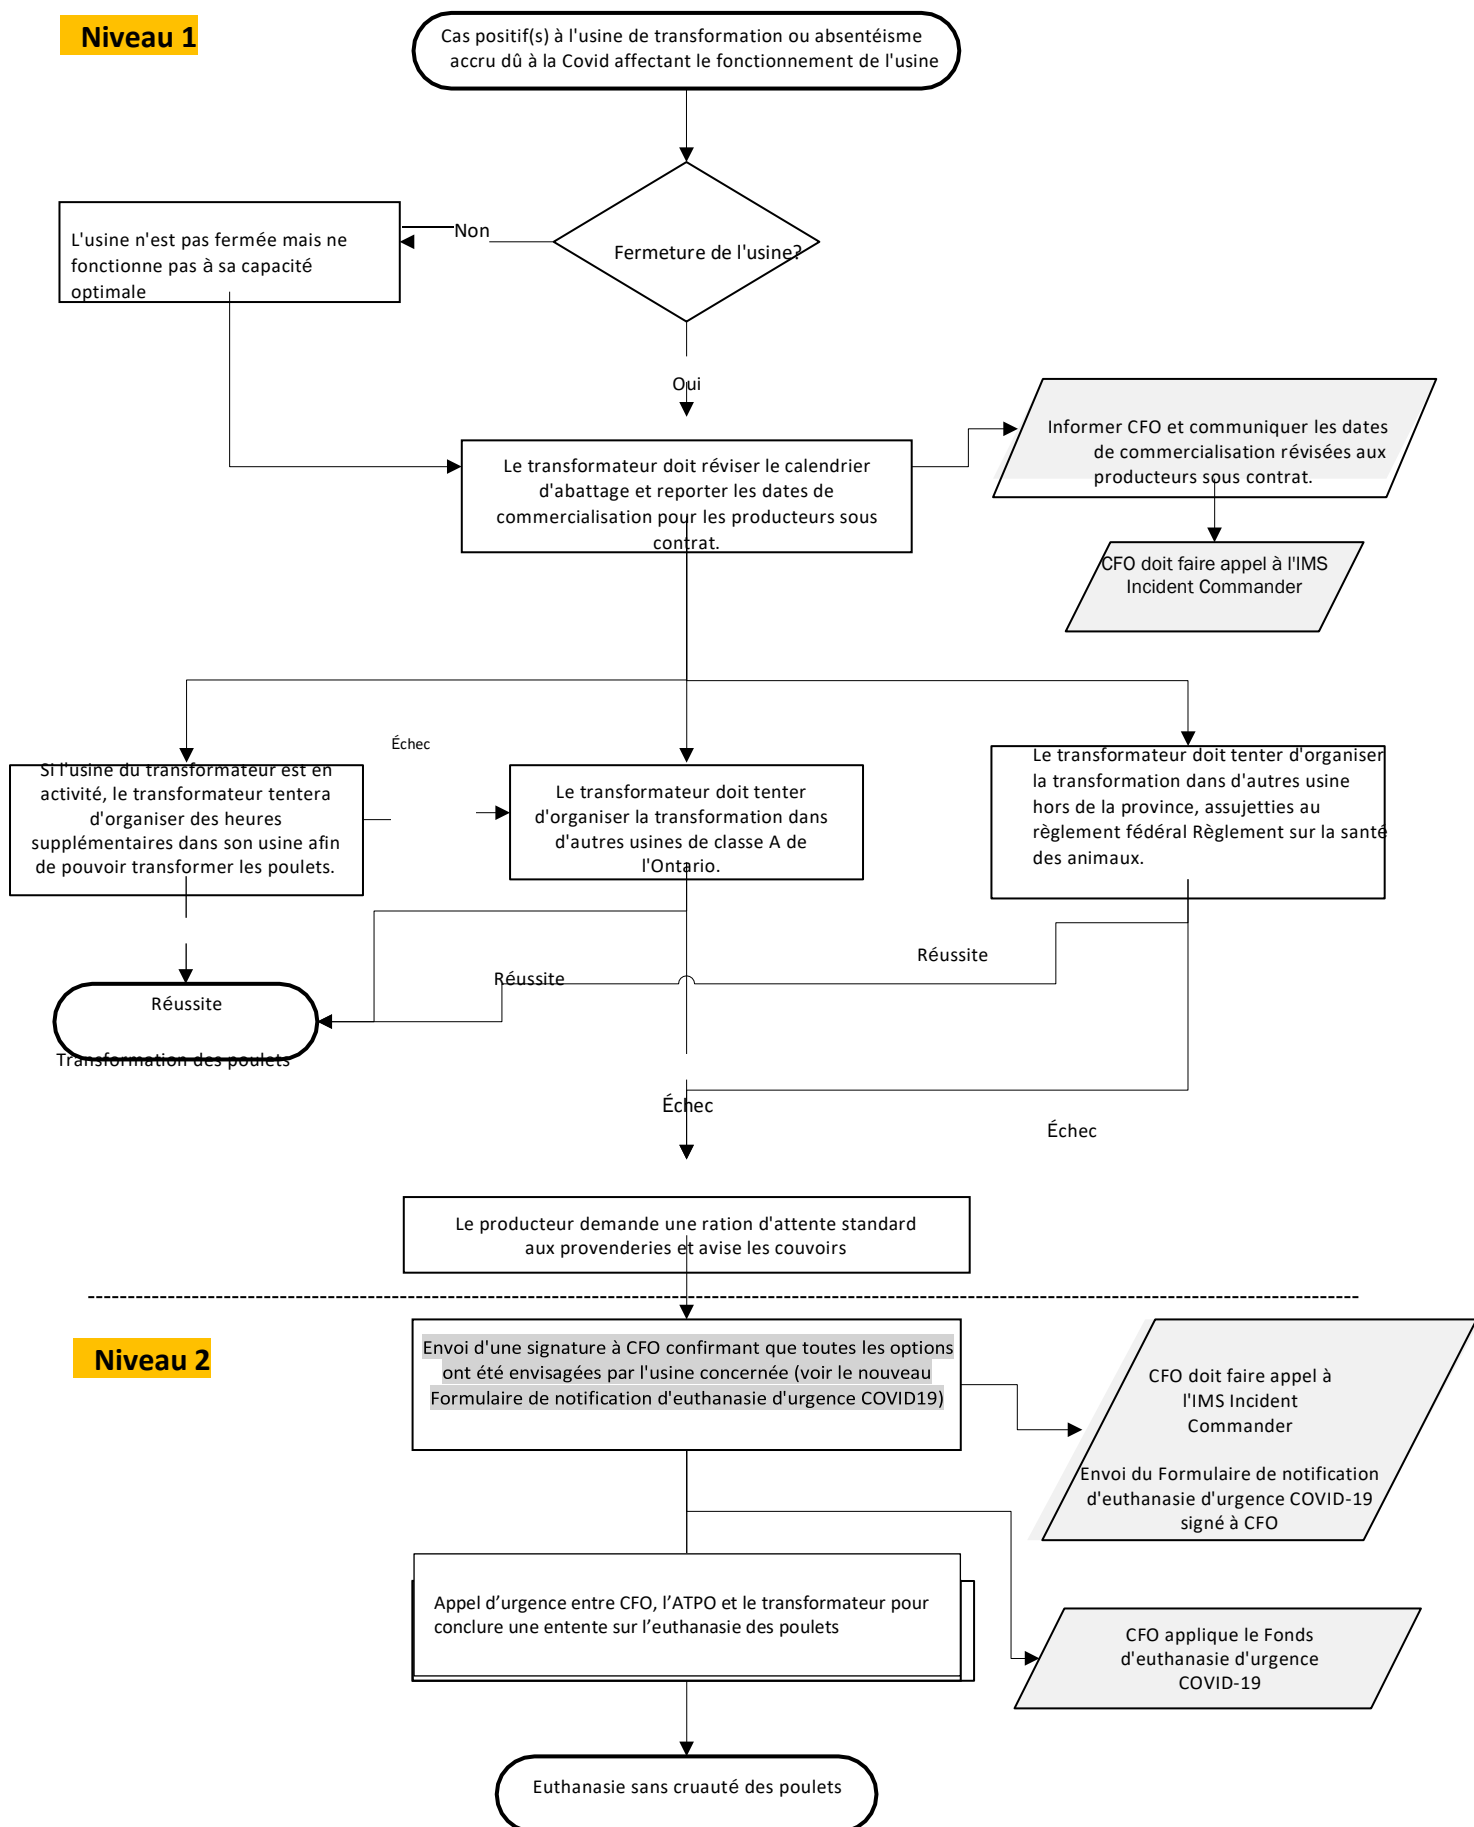 Niveau 1
Cas positif(s) à l'usine de transformation ou absentéisme
accru dû à la Covid affectant le fonctionnement de l'usine
Non
L'usine n'est pas fermée mais ne
fonctionne pas à sa capacité
optimale
Fermeture de l'usine?
Oui
Informer CFO et communiquer les dates
de commercialisation révisées aux
producteurs sous contrat.
Le transformateur doit réviser le calendrier
d'abattage et reporter les dates de
commercialisation pour les producteurs sous
contrat.
CFO doit faire appel à l'IMS
Incident Commander
Échec
Si l'usine du transformateur est en
activité, le transformateur tentera
d'organiser des heures
supplémentaires dans son usine afin
de pouvoir transformer les poulets.
Le transformateur doit tenter
d'organiser la transformation dans
d'autres usines de classe A de
l'Ontario.
Le transformateur doit tenter d'organiser
la transformation dans d'autres usine
hors de la province, assujetties au
règlement fédéral Règlement sur la santé
des animaux.
Réussite
Réussite
Réussite
Transformation des poulets
Échec
Échec
Le producteur demande une ration d'attente standard
aux provenderies et avise les couvoirs
Niveau 2
Envoi d'une signature à CFO confirmant que toutes les options
ont été envisagées par l'usine concernée (voir le nouveau
Formulaire de notification d'euthanasie d'urgence COVID19)
CFO doit faire appel à
l'IMS Incident
Commander
Envoi du Formulaire de notification
d'euthanasie d'urgence COVID-19
signé à CFO
Appel d’urgence entre CFO, l’ATPO et le transformateur pour
conclure une entente sur l’euthanasie des poulets
CFO applique le Fonds
d'euthanasie d'urgence
COVID-19
Euthanasie sans cruauté des poulets